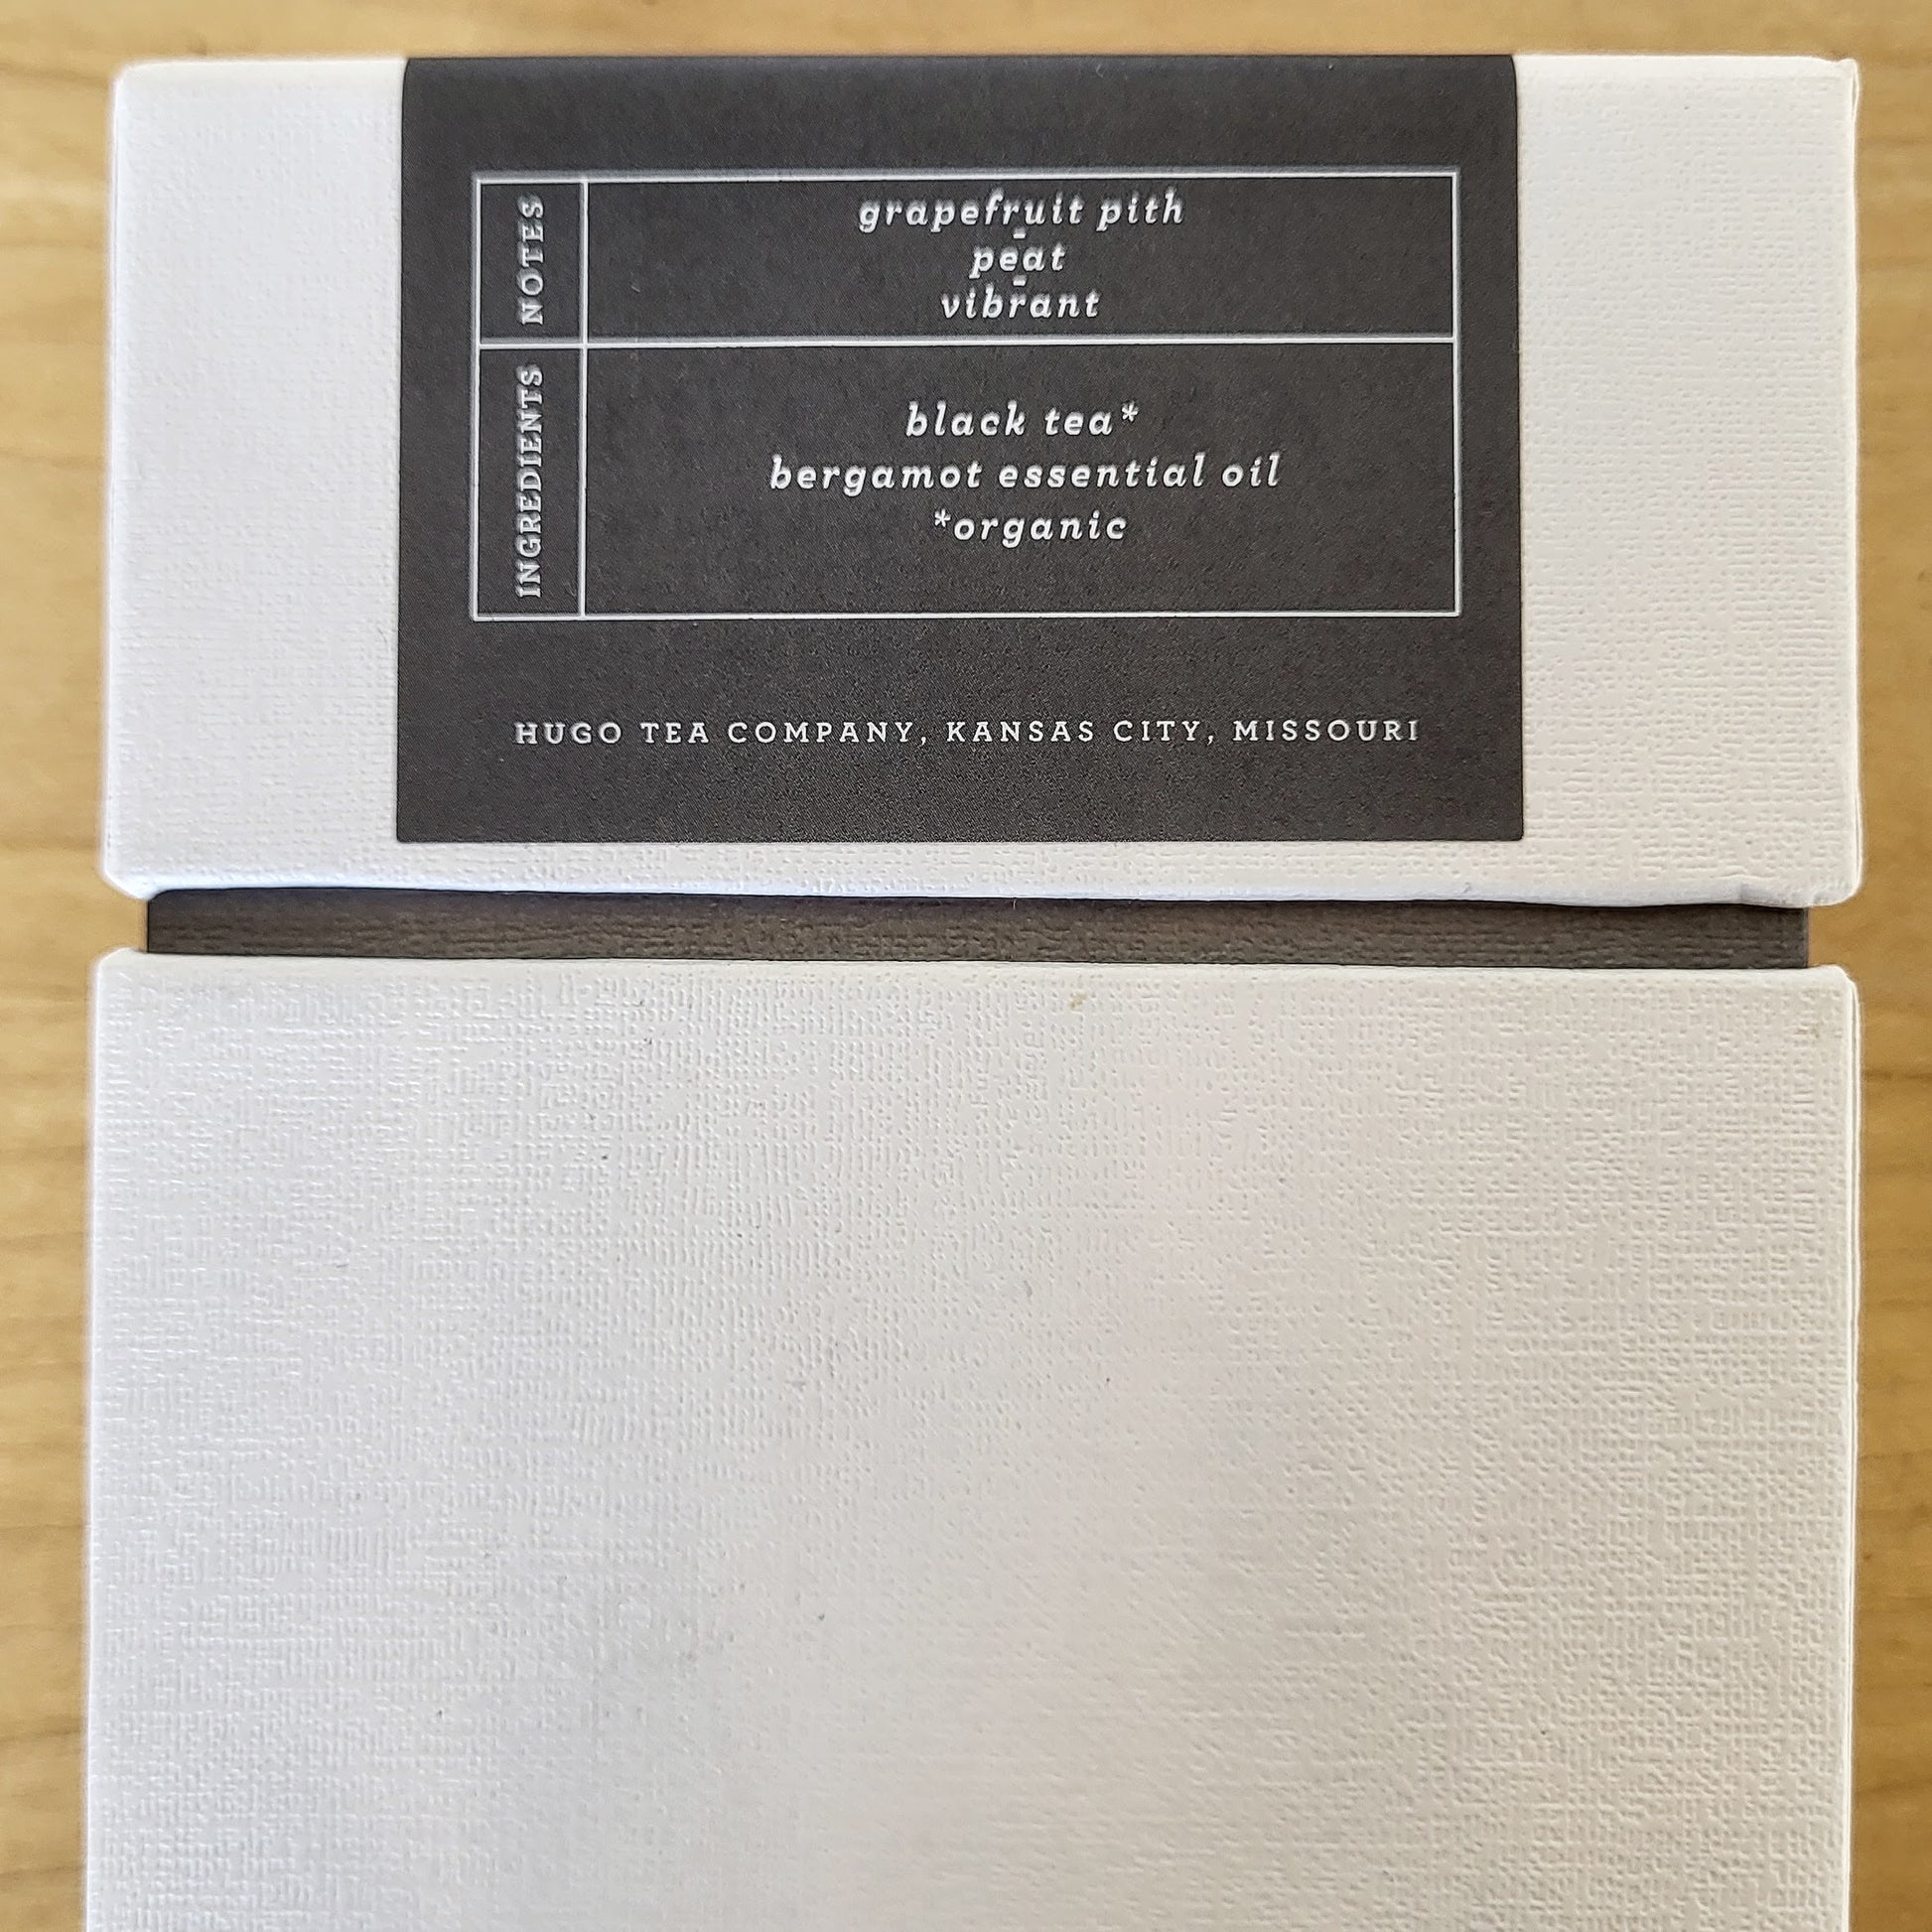 NOTES
grapefruit pith
-
peat
-
vibrant
INGREDIENTS
black tea*
bergamot essential oil
*organic
HUGO TEA COMPANY, KANSAS CITY, MISSOURI